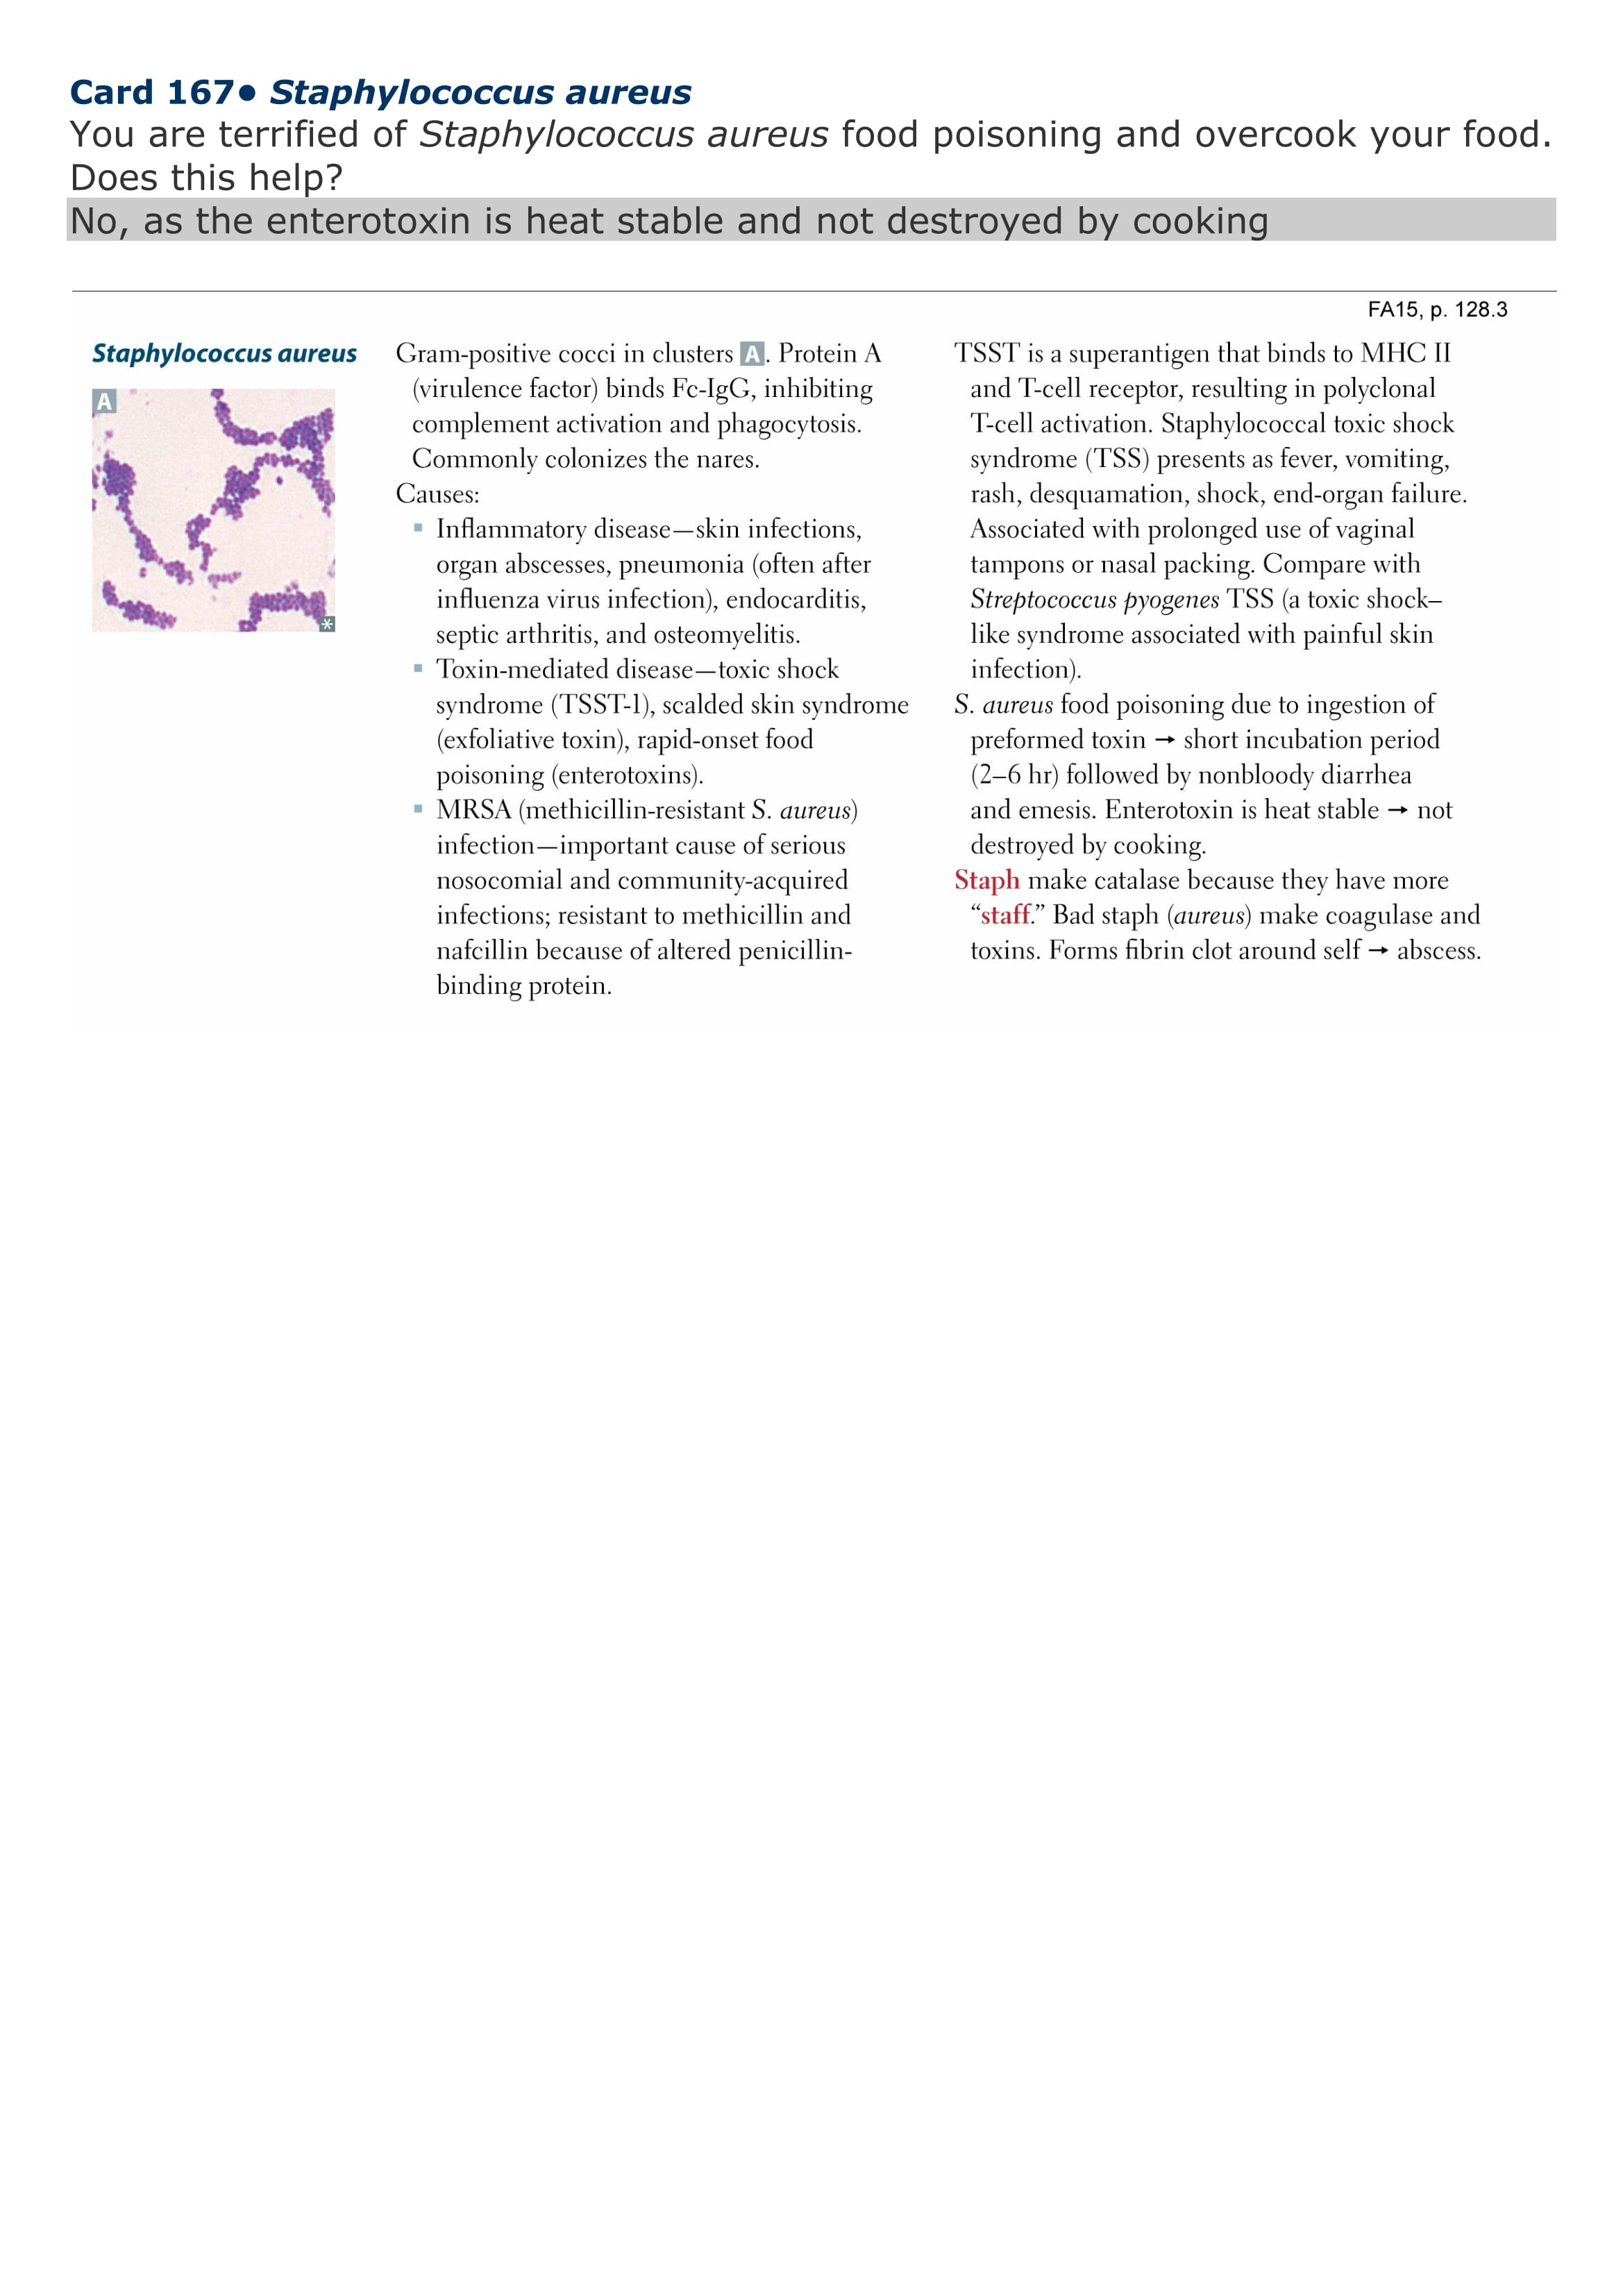 Card 167• Staphylococcus aureus
You are terrified of Staphylococcus aureus food poisoning and overcook your food.
Does this help?
No, as the enterotoxin is heat stable and not destroyed by cooking
FA15, p. 128.3
Staphylococcus aureus
A
*
Gram-positive cocci in clusters A. Protein A
(virulence factor) binds Fc-IgG, inhibiting
complement activation and phagocytosis.
Commonly colonizes the nares.
Causes:
▪ Inflammatory disease—skin infections,
organ abscesses, pneumonia (often after
influenza virus infection), endocarditis,
septic arthritis, and osteomyelitis.
▪ Toxin-mediated disease—toxic shock
syndrome (TSST-1), scalded skin syndrome
(exfoliative toxin), rapid-onset food
poisoning (enterotoxins).
▪ MRSA (methicillin-resistant S. aureus)
infection—important cause of serious
nosocomial and community-acquired
infections; resistant to methicillin and
nafcillin because of altered penicillin-
binding protein.
TSST is a superantigen that binds to MHC II
and T-cell receptor, resulting in polyclonal
T-cell activation. Staphylococcal toxic shock
syndrome (TSS) presents as fever, vomiting,
rash, desquamation, shock, end-organ failure.
Associated with prolonged use of vaginal
tampons or nasal packing. Compare with
Streptococcus pyogenes TSS (a toxic shock–
like syndrome associated with painful skin
infection).
S. aureus food poisoning due to ingestion of
preformed toxin → short incubation period
(2–6 hr) followed by nonbloody diarrhea
and emesis. Enterotoxin is heat stable → not
destroyed by cooking.
Staph make catalase because they have more
“staff.” Bad staph (aureus) make coagulase and
toxins. Forms fibrin clot around self → abscess.